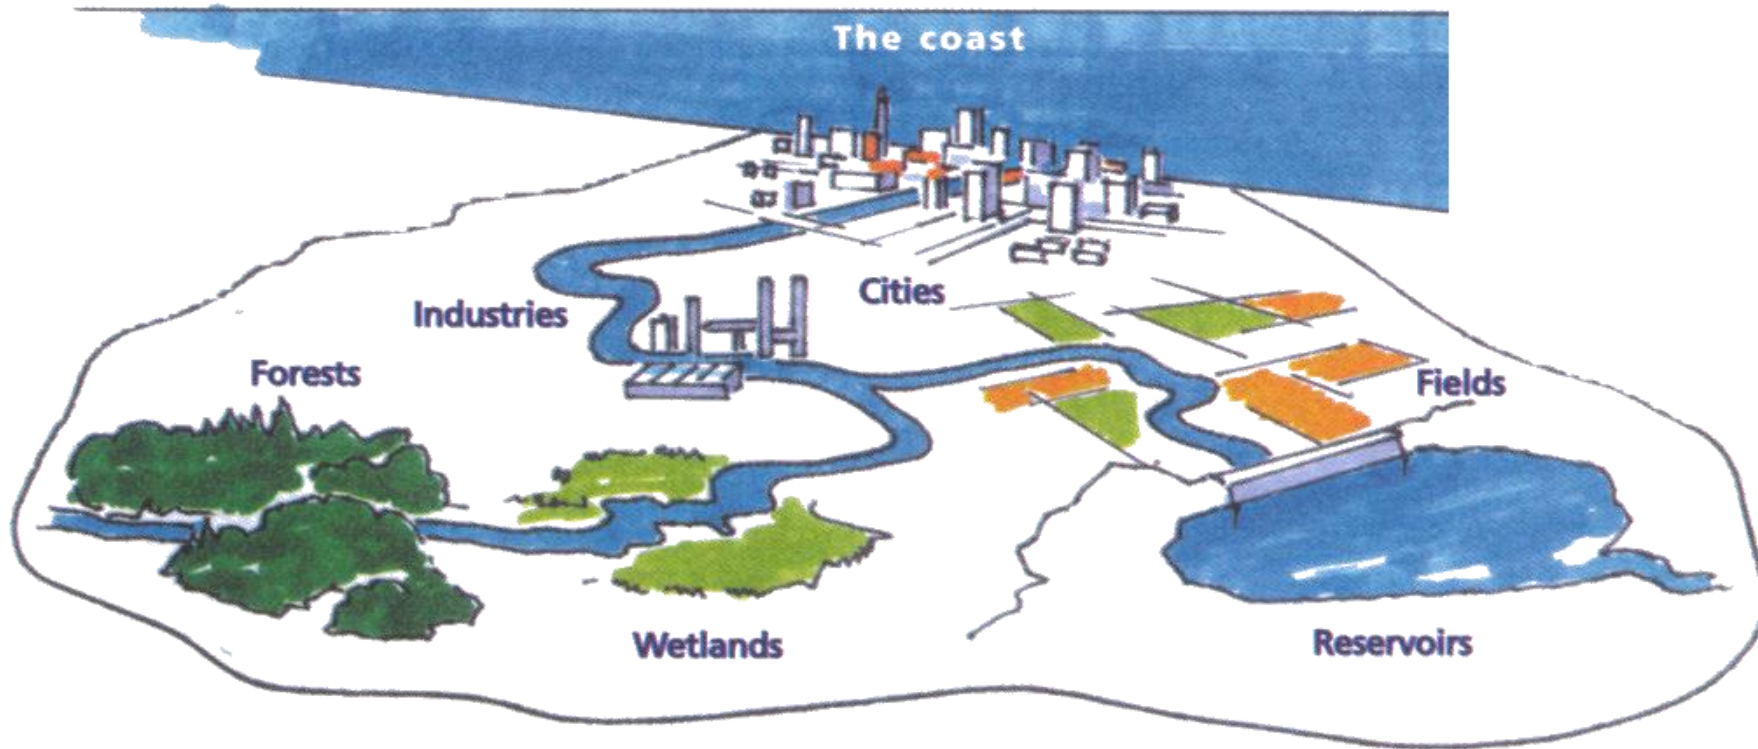 The coast
Cities
Industries
Forests
Fields
Wetlands
Reservoirs